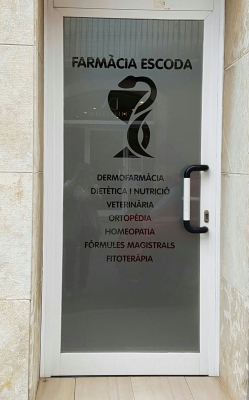 FARMÀCIA ESCODA
DERMOFARMÀCIA
DIETÈTICA I NUTRICIÓ
VETERINÀRIA
ORTOPÈDIA
HOMEOPATIA
FÓRMULES MAGISTRALS
FITOTERÀPIA